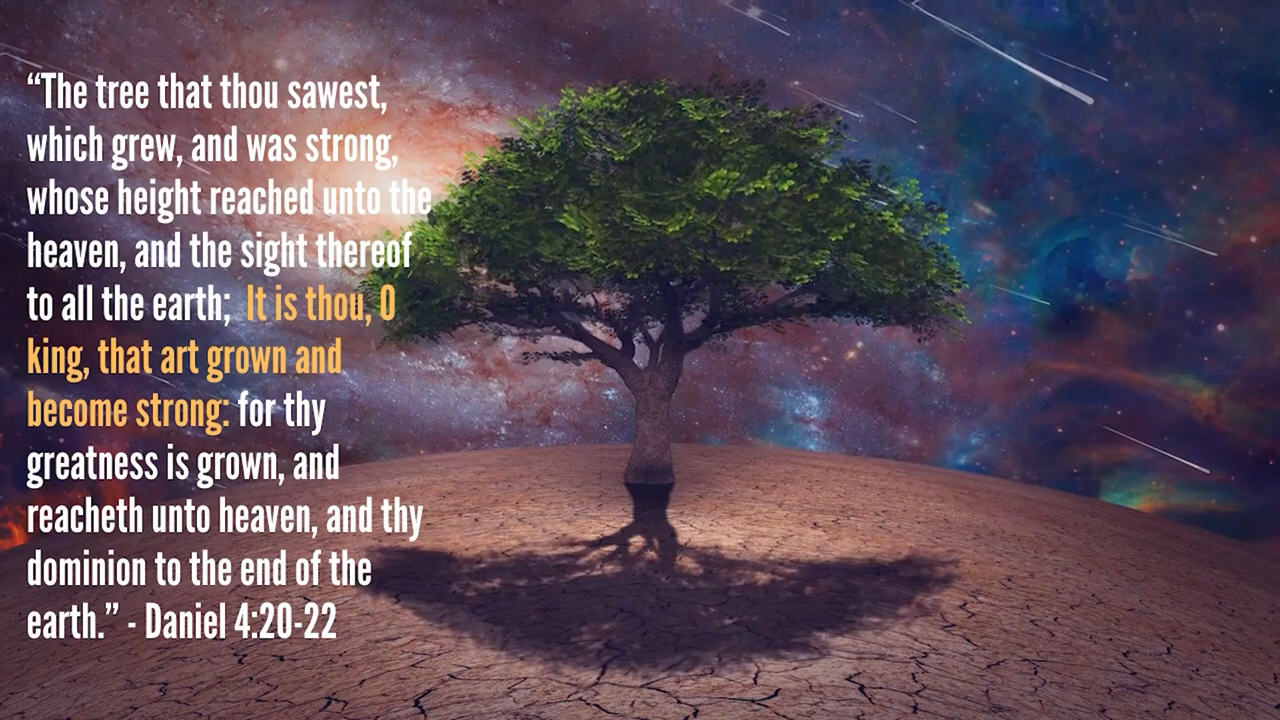 “The tree that thou sawest,
which grew, and was strong,
whose height reached unto the
heaven, and the sight thereof
to all the earth;  It is thou, O
king, that art grown and
become strong: for thy
greatness is grown, and
reacheth unto heaven, and thy
dominion to the end of the
earth.” - Daniel 4:20-22